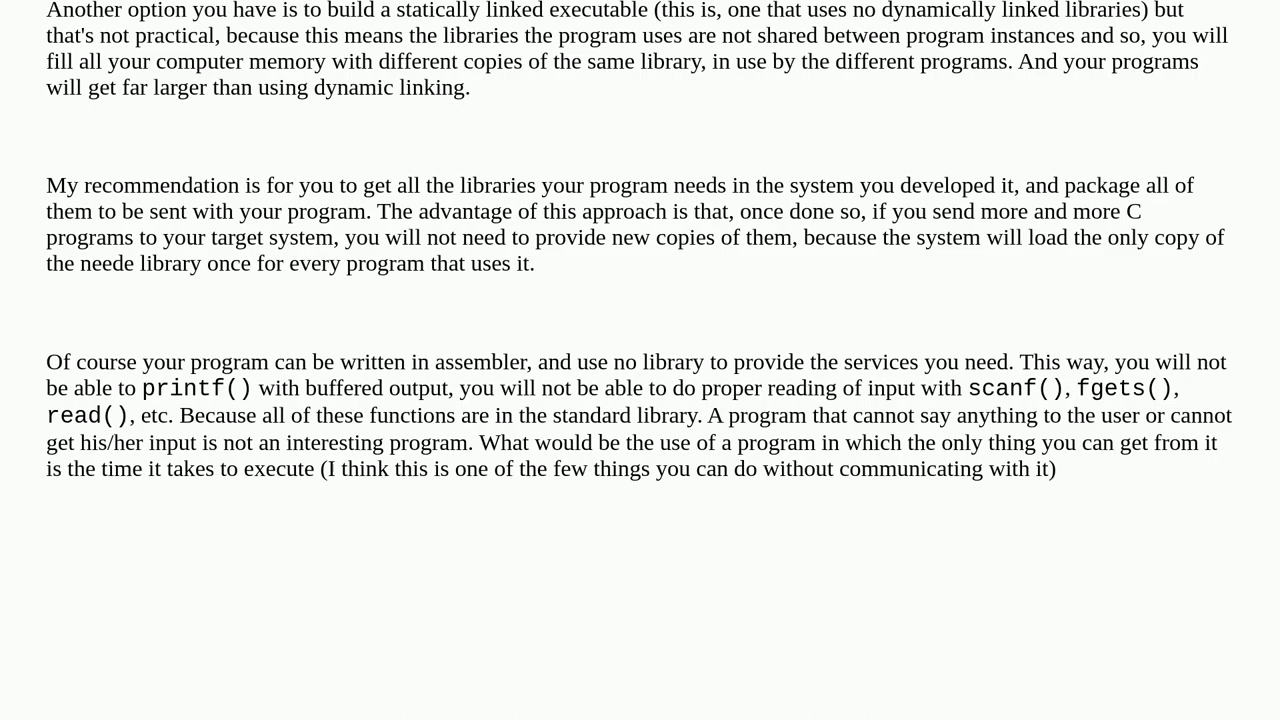 Another option you have is to build a statically linked executable (this is, one that uses no dynamically linked libraries) but
that's not practical, because this means the libraries the program uses are not shared between program instances and so, you will
fill all your computer memory with different copies of the same library, in use by the different programs. And your programs
will get far larger than using dynamic linking.
My recommendation is for you to get all the libraries your program needs in the system you developed it, and package all of
them to be sent with your program. The advantage of this approach is that, once done so, if you send more and more C
programs to your target system, you will not need to provide new copies of them, because the system will load the only copy of
the neede library once for every program that uses it.
Of course your program can be written in assembler, and use no library to provide the services you need. This way, you will not
be able to printf() with buffered output, you will not be able to do proper reading of input with scanf(), fgets(),
read(), etc. Because all of these functions are in the standard library. A program that cannot say anything to the user or cannot
get his/her input is not an interesting program. What would be the use of a program in which the only thing you can get from it
is the time it takes to execute (I think this is one of the few things you can do without communicating with it)